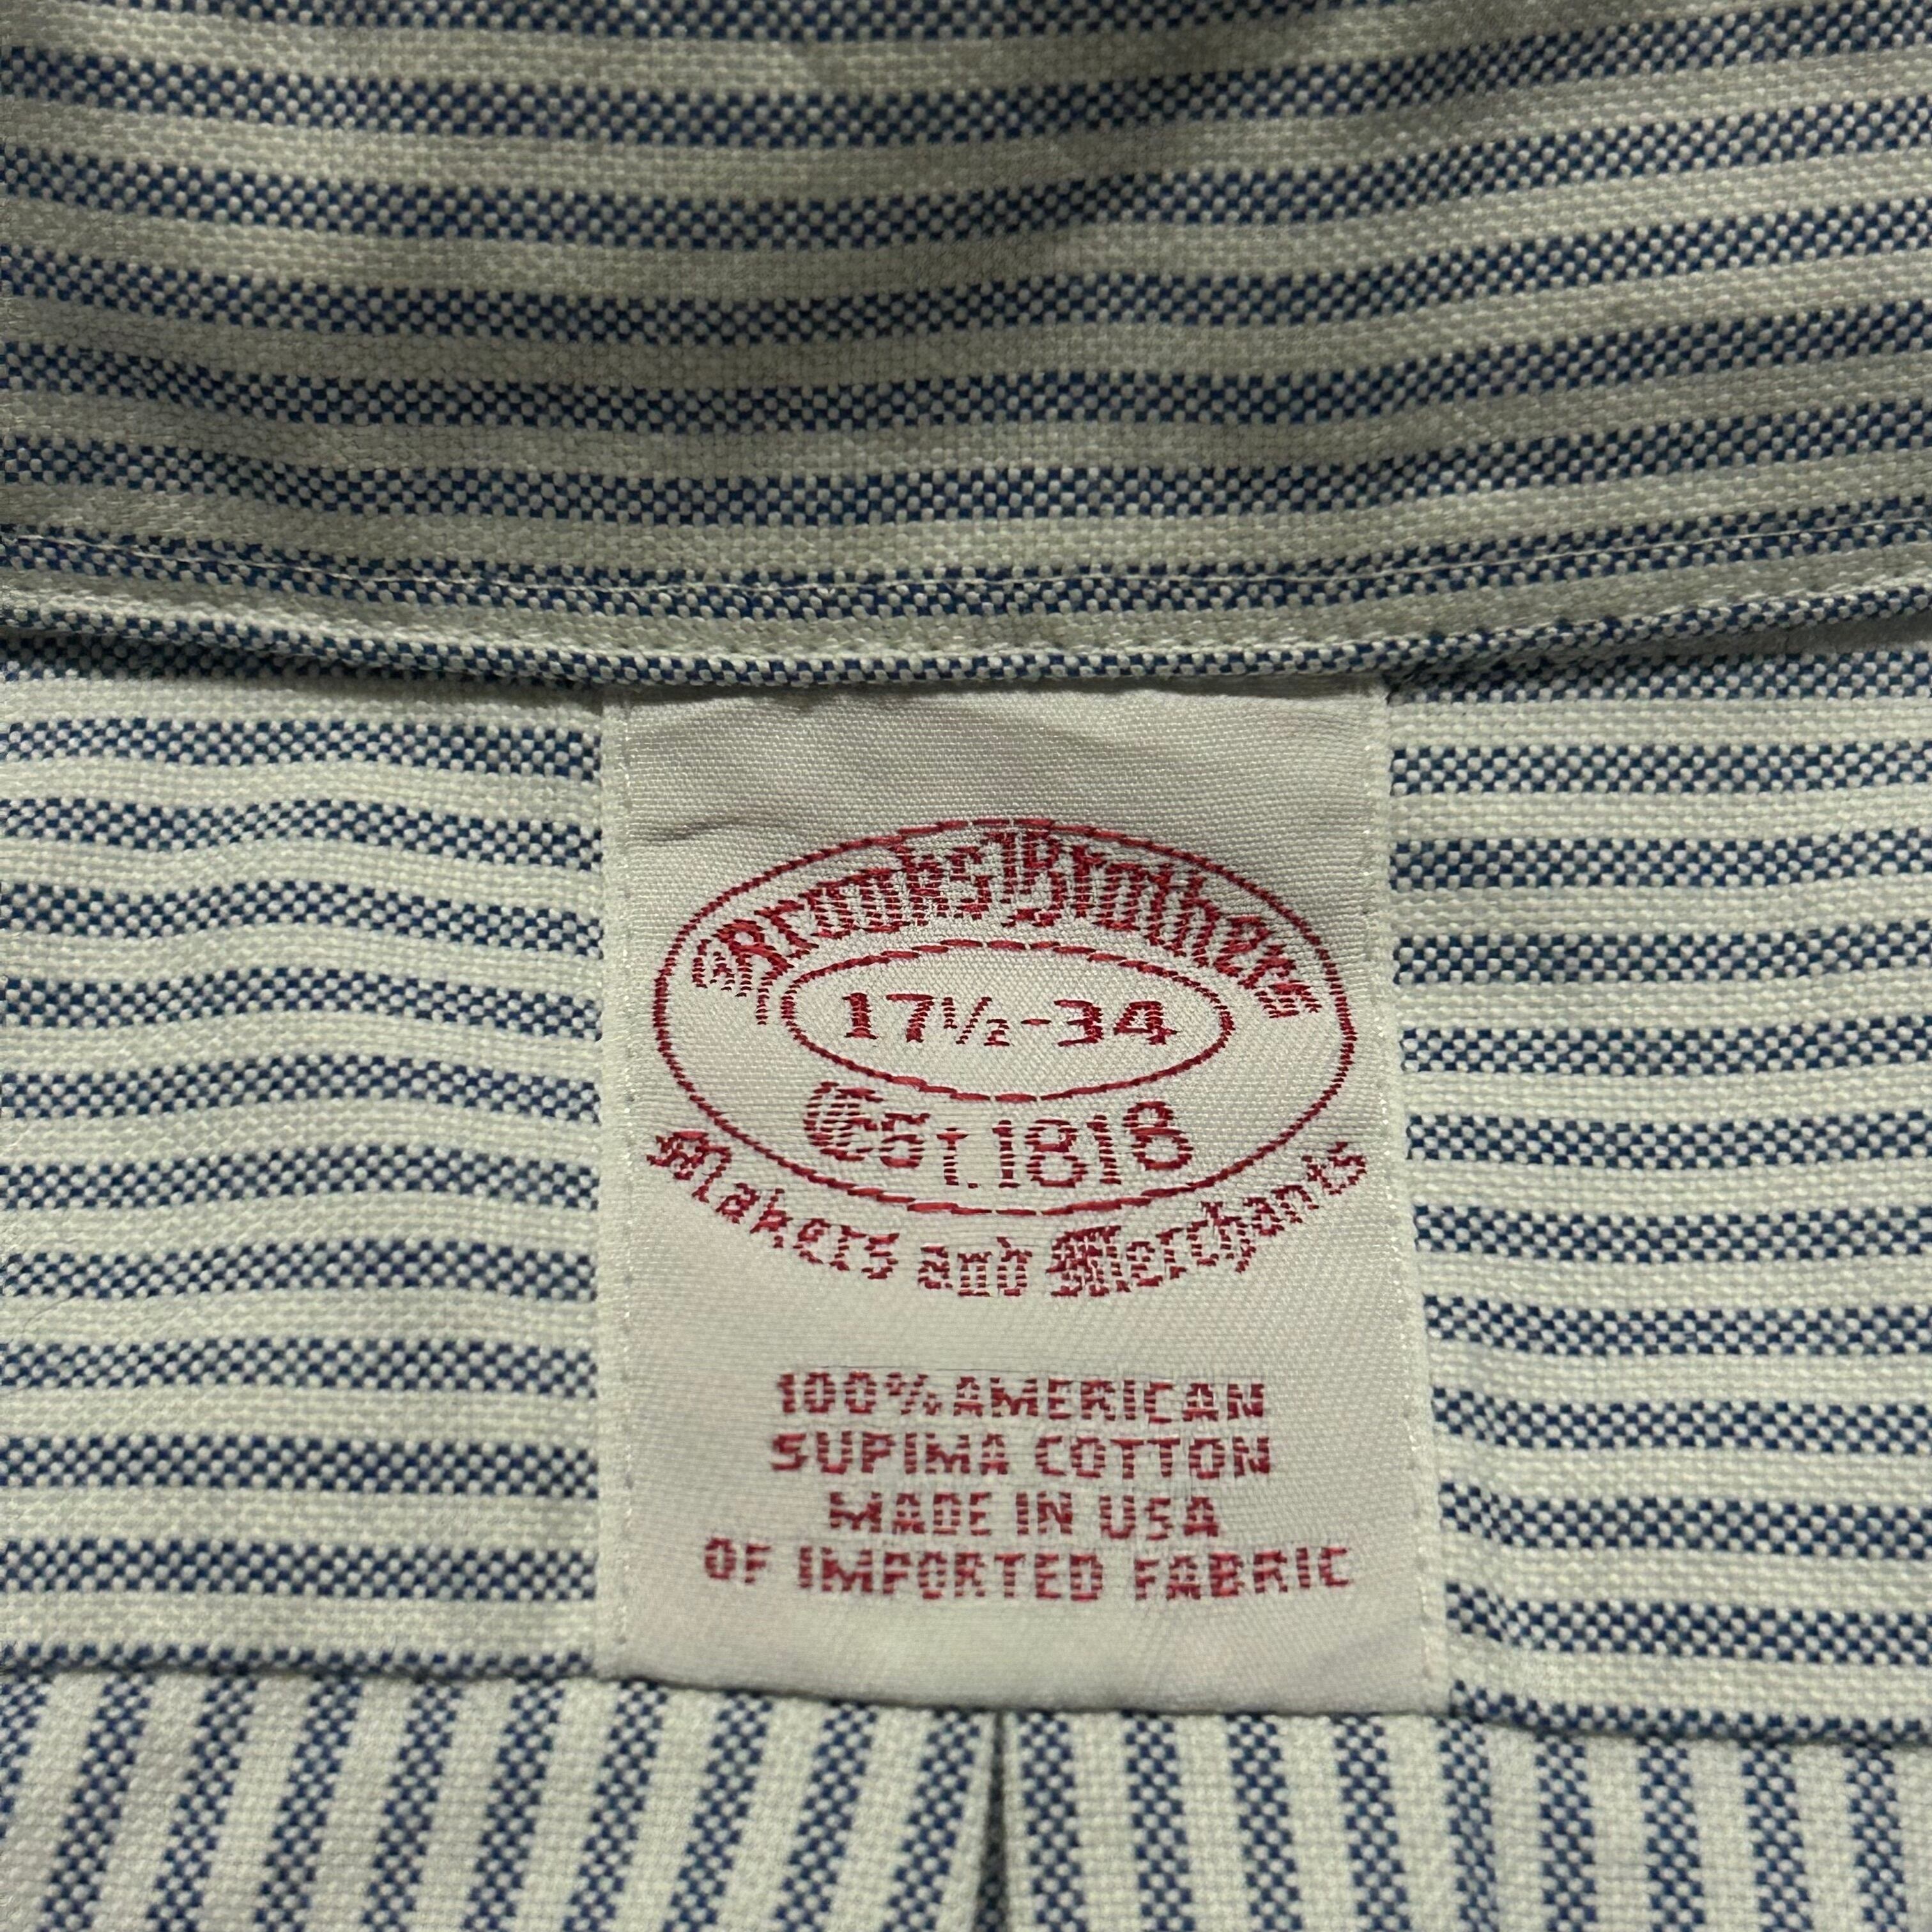 Brooks Brothers
17½-34
Est. 1818
Makers and Merchants
100% AMERICAN
SUPIMA COTTON
MADE IN USA
OF IMPORTED FABRIC